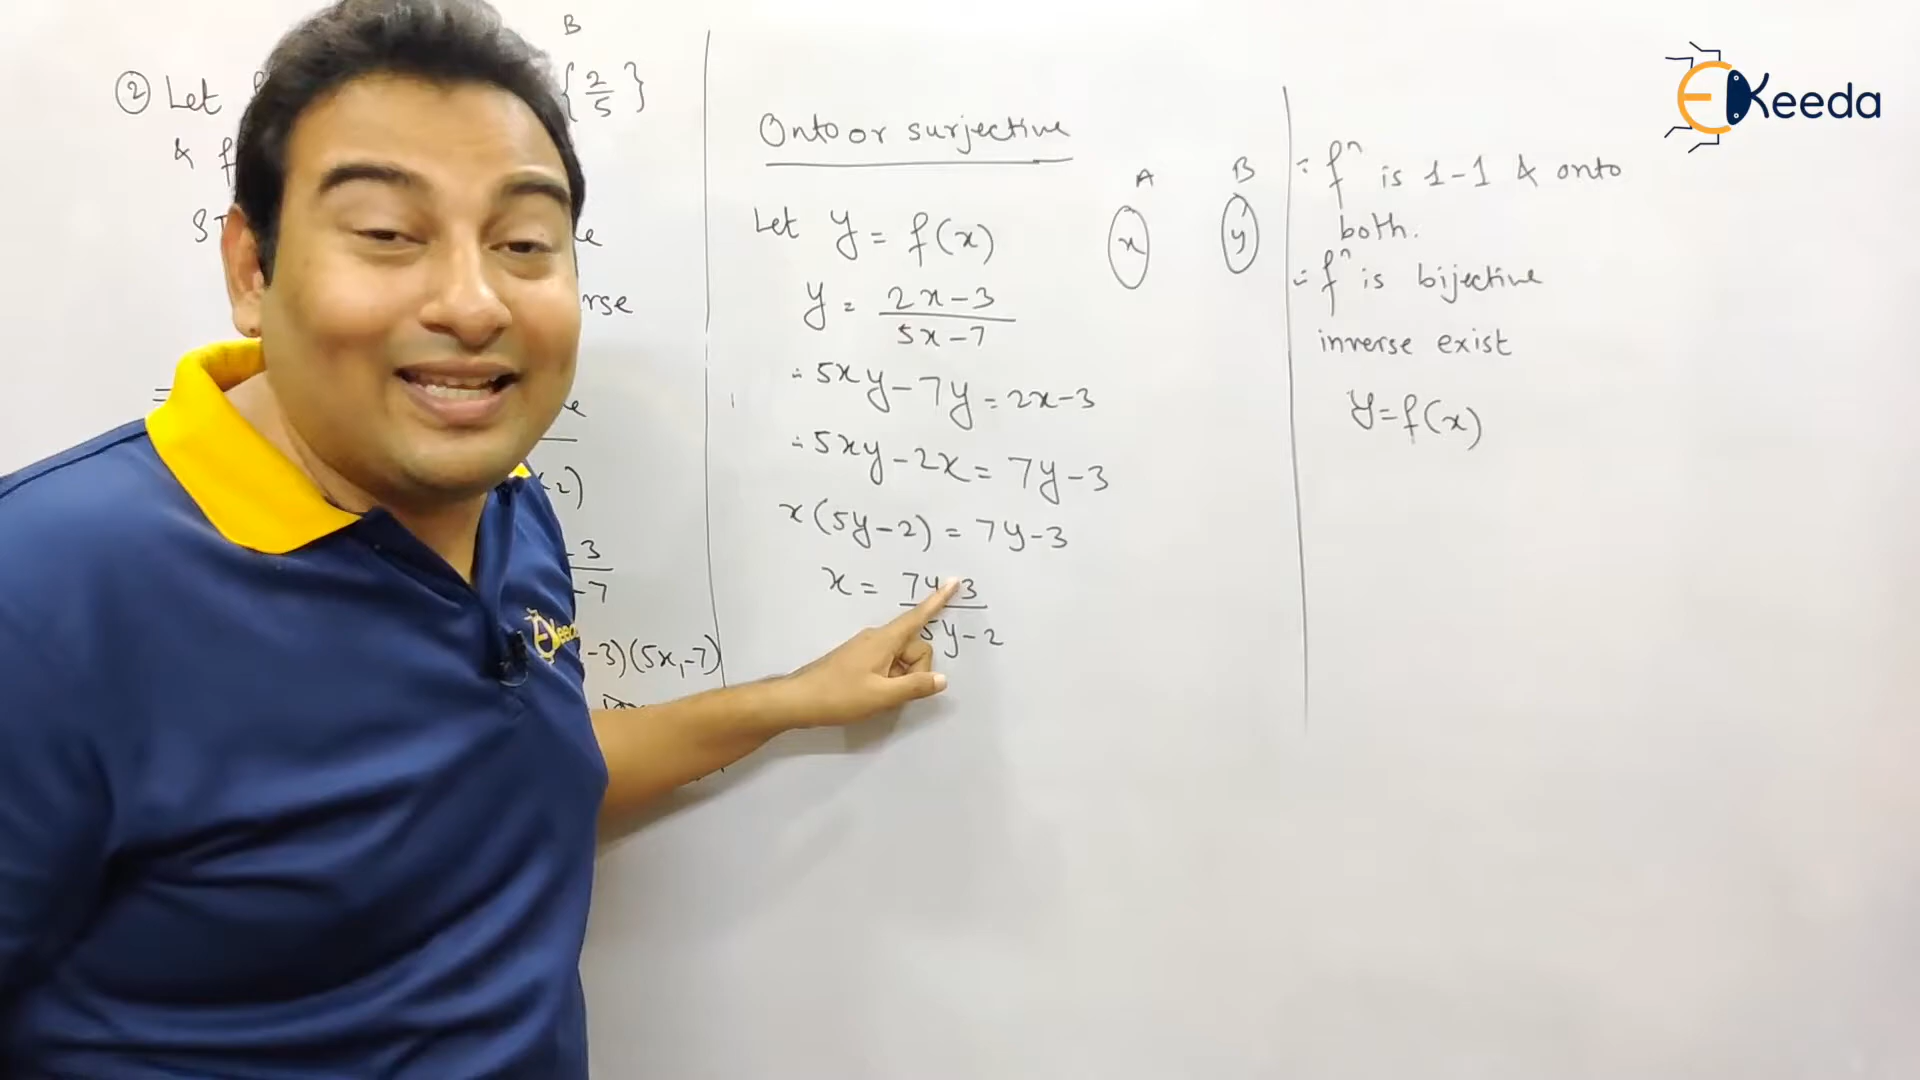 B
② Let { 2/5 }
& f
ST
rse
-2)
-3
-7
-3)(5x₁-7)
Onto or surjective
Let y = f(x)
y = (2x-3)/(5x-7)
∴ 5xy - 7y = 2x-3
∴ 5xy - 2x = 7y-3
x(5y-2) = 7y-3
x = (7y-3)/(5y-2)
A B
x y
∴ fⁿ is 1-1 & onto
both.
∴ fⁿ is bijective
inverse exist
y = f(x)
EKeeda